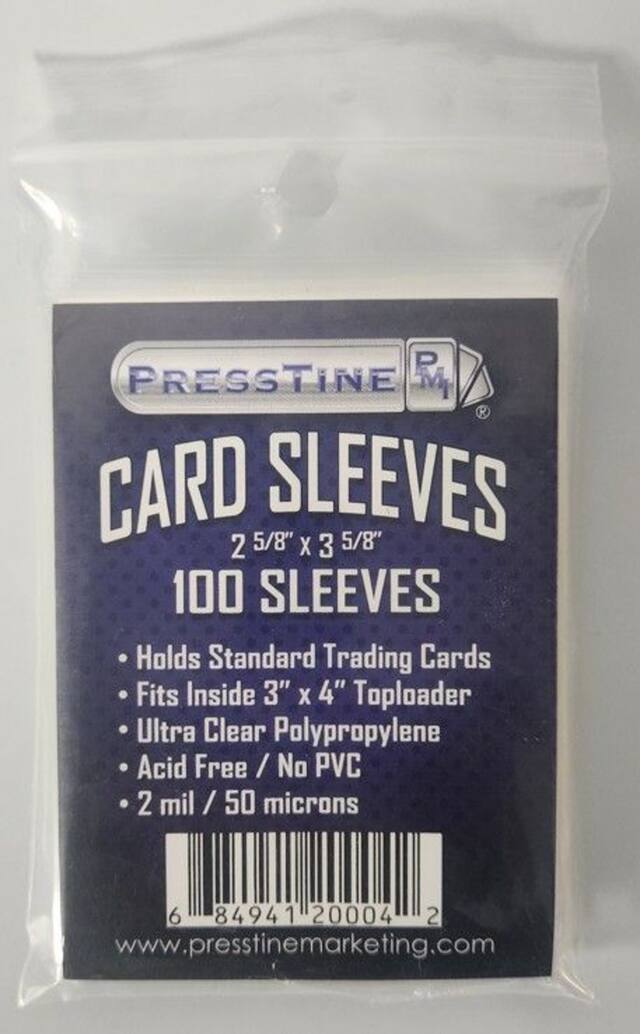 PRESSTINE PMI ®
CARD SLEEVES
2 5/8" x 3 5/8"
100 SLEEVES
• Holds Standard Trading Cards
• Fits Inside 3" x 4" Toploader
• Ultra Clear Polypropylene
• Acid Free / No PVC
• 2 mil / 50 microns
6 84941 20004 2
www.presstinemarketing.com